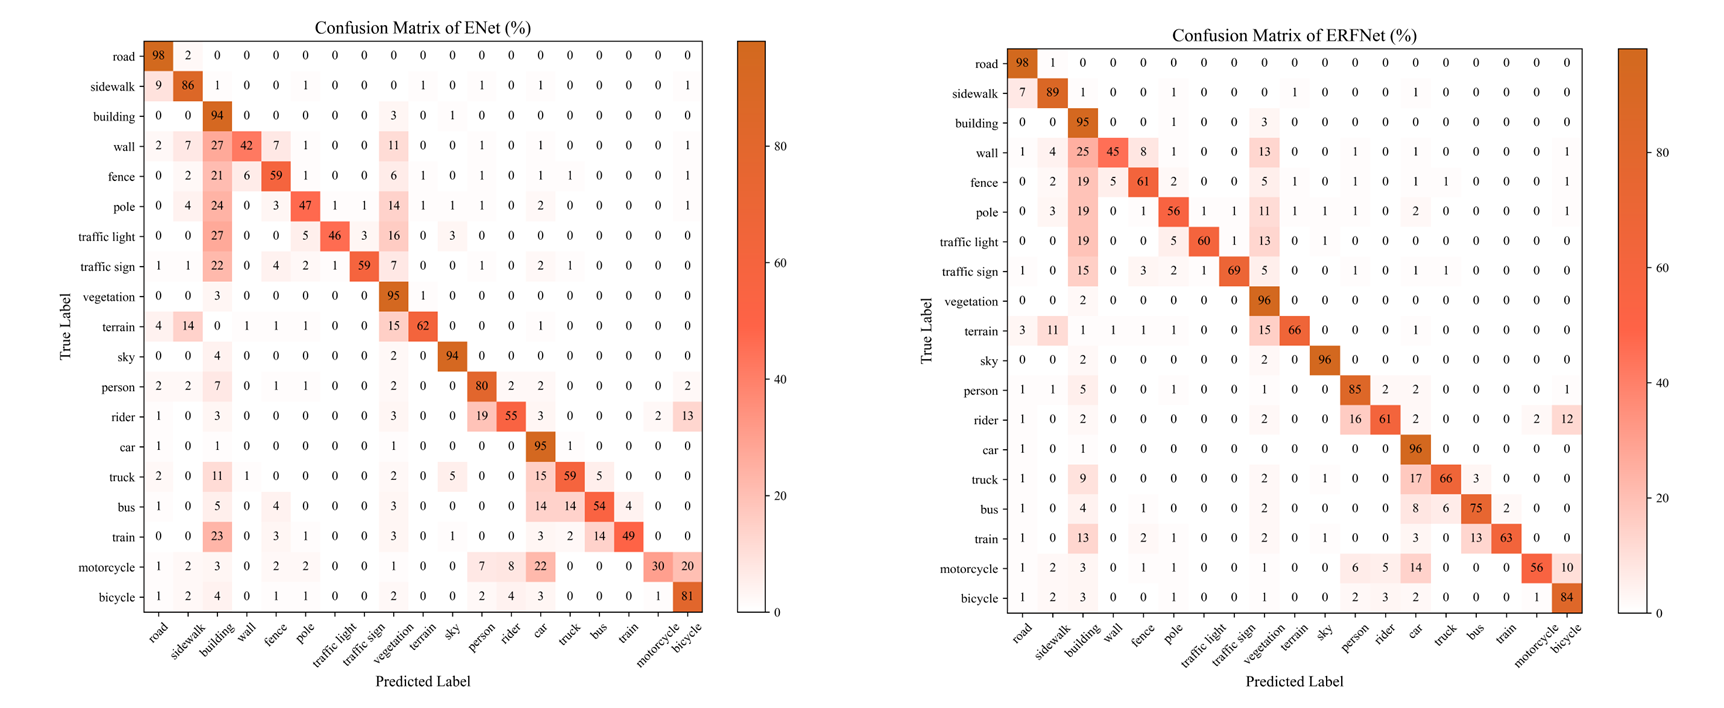 Confusion Matrix of ENet (%)
road 98 2 0 0 0 0 0 0 0 0 0 0 0 0 0 0 0 0 0
sidewalk 9 86 1 0 0 1 0 0 0 1 0 1 0 1 0 0 0 0 1
building 0 0 94 0 0 0 0 0 3 0 1 0 0 0 0 0 0 0 0
wall 2 7 27 42 7 1 0 0 11 0 0 1 0 1 0 0 0 0 1
fence 0 2 21 6 59 1 0 0 6 1 0 1 0 1 1 0 0 0 1
pole 0 4 24 0 3 47 1 1 14 1 1 1 0 2 0 0 0 0 1
traffic light 0 0 27 0 0 5 46 3 16 0 3 0 0 0 0 0 0 0 0
traffic sign 1 1 22 0 4 2 1 59 7 0 0 1 0 2 1 0 0 0 0
vegetation 0 0 3 0 0 0 0 0 95 1 0 0 0 0 0 0 0 0 0
terrain 4 14 0 1 1 1 0 0 15 62 0 0 0 1 0 0 0 0 0
sky 0 0 4 0 0 0 0 0 2 0 94 0 0 0 0 0 0 0 0
person 2 2 7 0 1 1 0 0 2 0 0 80 2 2 0 0 0 0 2
rider 1 0 3 0 0 0 0 0 3 0 0 19 55 3 0 0 0 2 13
car 1 0 1 0 0 0 0 0 1 0 0 0 0 95 1 0 0 0 0
truck 2 0 11 1 0 0 0 0 2 0 5 0 0 15 59 5 0 0 0
bus 1 0 5 0 4 0 0 0 3 0 0 0 0 14 14 54 4 0 0
train 0 0 23 0 3 1 0 0 3 0 1 0 0 3 2 14 49 0 0
motorcycle 1 2 3 0 2 2 0 0 1 0 0 7 8 22 0 0 0 30 20
bicycle 1 2 4 0 1 1 0 0 2 0 0 2 4 3 0 0 0 1 81
True Label
road sidewalk building wall fence pole traffic light traffic sign vegetation terrain sky person rider car truck bus train motorcycle bicycle
Predicted Label
80
60
40
20
0
Confusion Matrix of ERFNet (%)
road 98 1 0 0 0 0 0 0 0 0 0 0 0 0 0 0 0 0 0
sidewalk 7 89 1 0 0 1 0 0 0 1 0 0 0 1 0 0 0 0 0
building 0 0 95 0 0 1 0 0 3 0 0 0 0 0 0 0 0 0 0
wall 1 4 25 45 8 1 0 0 13 0 0 1 0 1 0 0 0 0 1
fence 0 2 19 5 61 2 0 0 5 1 0 1 0 1 1 0 0 0 1
pole 0 3 19 0 1 56 1 1 11 1 1 1 0 2 0 0 0 0 1
traffic light 0 0 19 0 0 5 60 1 13 0 1 0 0 0 0 0 0 0 0
traffic sign 1 0 15 0 3 2 1 69 5 0 0 1 0 1 1 0 0 0 0
vegetation 0 0 2 0 0 0 0 0 96 0 0 0 0 0 0 0 0 0 0
terrain 3 11 1 1 1 1 0 0 15 66 0 0 0 1 0 0 0 0 0
sky 0 0 2 0 0 0 0 0 2 0 96 0 0 0 0 0 0 0 0
person 1 1 5 0 0 1 0 0 1 0 0 85 2 2 0 0 0 0 1
rider 1 0 2 0 0 0 0 0 2 0 0 16 61 2 0 0 0 2 12
car 1 0 1 0 0 0 0 0 0 0 0 0 0 96 0 0 0 0 0
truck 1 0 9 0 0 0 0 0 2 0 1 0 0 17 66 3 0 0 0
bus 1 0 4 0 1 0 0 0 2 0 0 0 0 8 6 75 2 0 0
train 1 0 13 0 2 1 0 0 2 0 1 0 0 3 0 13 63 0 0
motorcycle 1 2 3 0 1 1 0 0 1 0 0 6 5 14 0 0 0 56 10
bicycle 1 2 3 0 0 1 0 0 1 0 0 2 3 2 0 0 0 1 84
True Label
road sidewalk building wall fence pole traffic light traffic sign vegetation terrain sky person rider car truck bus train motorcycle bicycle
Predicted Label
80
60
40
20
0